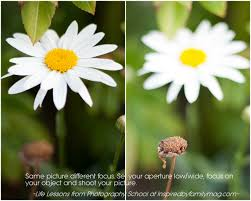 Same picture different focus. Set your aperture low/wide, focus on
your object and shoot your picture.
~Life Lessons from Photography School at inspiredbyfamilymag.com~